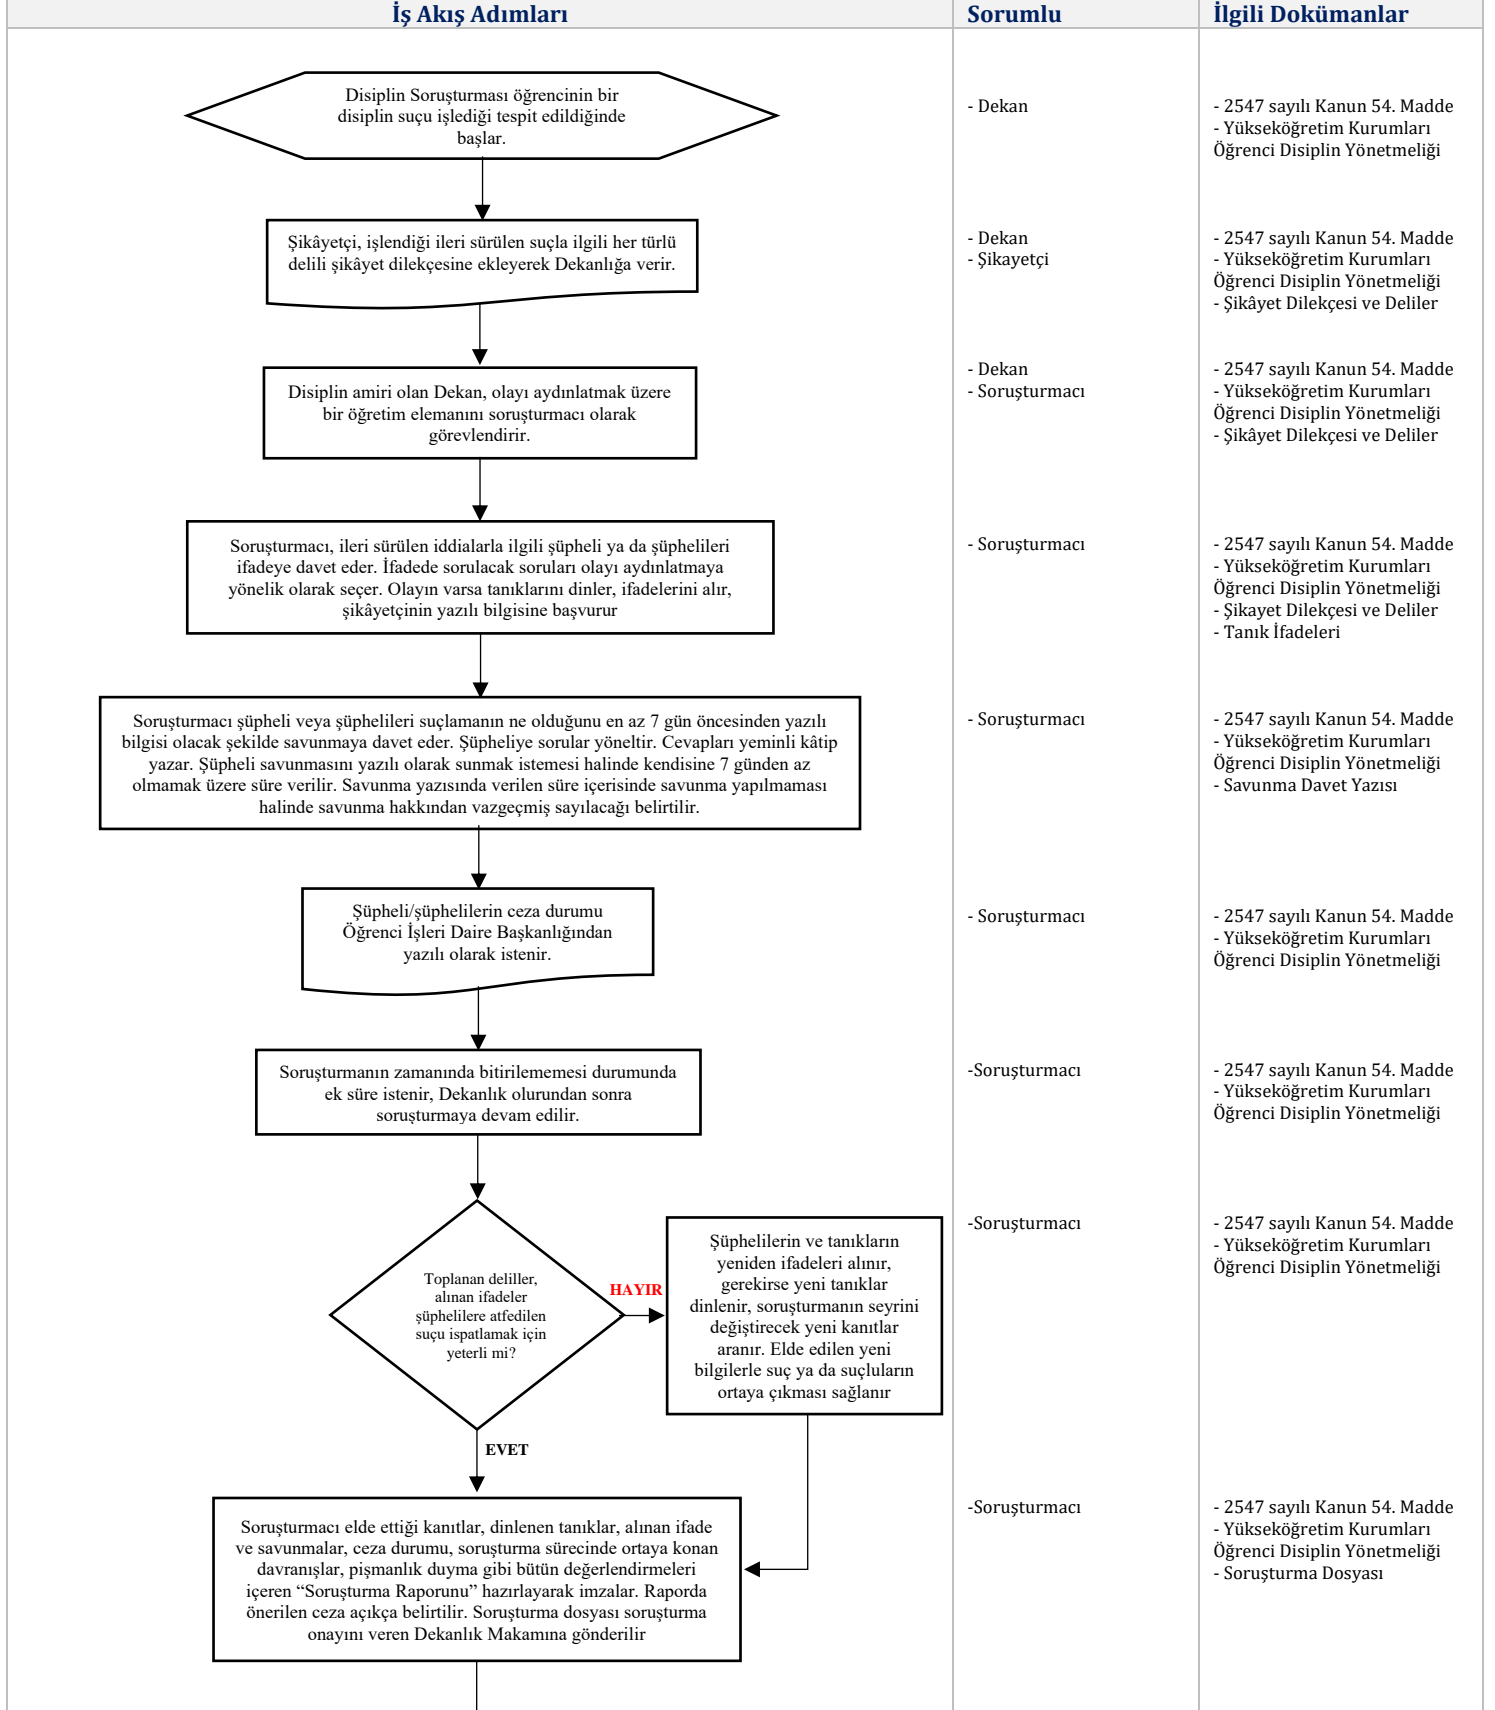 İş Akış Adımları
Sorumlu
İlgili Dokümanlar
Disiplin Soruşturması öğrencinin bir
disiplin suçu işlediği tespit edildiğinde
başlar.
- Dekan
- 2547 sayılı Kanun 54. Madde
- Yükseköğretim Kurumları
Öğrenci Disiplin Yönetmeliği
Şikâyetçi, işlendiği ileri sürülen suçla ilgili her türlü
delili şikâyet dilekçesine ekleyerek Dekanlığa verir.
- Dekan
- Şikayetçi
- 2547 sayılı Kanun 54. Madde
- Yükseköğretim Kurumları
Öğrenci Disiplin Yönetmeliği
- Şikâyet Dilekçesi ve Deliler
Disiplin amiri olan Dekan, olayı aydınlatmak üzere
bir öğretim elemanını soruşturmacı olarak
görevlendirir.
- Dekan
- Soruşturmacı
- 2547 sayılı Kanun 54. Madde
- Yükseköğretim Kurumları
Öğrenci Disiplin Yönetmeliği
- Şikâyet Dilekçesi ve Deliler
Soruşturmacı, ileri sürülen iddialarla ilgili şüpheli ya da şüphelileri
ifadeye davet eder. İfadede sorulacak soruları olayı aydınlatmaya
yönelik olarak seçer. Olayın varsa tanıklarını dinler, ifadelerini alır,
şikâyetçinin yazılı bilgisine başvurur
- Soruşturmacı
- 2547 sayılı Kanun 54. Madde
- Yükseköğretim Kurumları
Öğrenci Disiplin Yönetmeliği
- Şikayet Dilekçesi ve Deliler
- Tanık İfadeleri
Soruşturmacı şüpheli veya şüphelileri suçlamanın ne olduğunu en az 7 gün öncesinden yazılı
bilgisi olacak şekilde savunmaya davet eder. Şüpheliye sorular yöneltir. Cevapları yeminli kâtip
yazar. Şüpheli savunmasını yazılı olarak sunmak istemesi halinde kendisine 7 günden az
olmamak üzere süre verilir. Savunma yazısında verilen süre içerisinde savunma yapılmaması
halinde savunma hakkından vazgeçmiş sayılacağı belirtilir.
- Soruşturmacı
- 2547 sayılı Kanun 54. Madde
- Yükseköğretim Kurumları
Öğrenci Disiplin Yönetmeliği
- Savunma Davet Yazısı
Şüpheli/şüphelilerin ceza durumu
Öğrenci İşleri Daire Başkanlığından
yazılı olarak istenir.
- Soruşturmacı
- 2547 sayılı Kanun 54. Madde
- Yükseköğretim Kurumları
Öğrenci Disiplin Yönetmeliği
Soruşturmanın zamanında bitirilememesi durumunda
ek süre istenir, Dekanlık olurundan sonra
soruşturmaya devam edilir.
-Soruşturmacı
- 2547 sayılı Kanun 54. Madde
- Yükseköğretim Kurumları
Öğrenci Disiplin Yönetmeliği
Toplanan deliller,
alınan ifadeler
şüphelilere atfedilen
suçu ispatlamak için
yeterli mi?
HAYIR
Şüphelilerin ve tanıkların
yeniden ifadeleri alınır,
gerekirse yeni tanıklar
dinlenir, soruşturmanın seyrini
değiştirecek yeni kanıtlar
aranır. Elde edilen yeni
bilgilerle suç ya da suçluların
ortaya çıkması sağlanır
-Soruşturmacı
- 2547 sayılı Kanun 54. Madde
- Yükseköğretim Kurumları
Öğrenci Disiplin Yönetmeliği
EVET
Soruşturmacı elde ettiği kanıtlar, dinlenen tanıklar, alınan ifade
ve savunmalar, ceza durumu, soruşturma sürecinde ortaya konan
davranışlar, pişmanlık duyma gibi bütün değerlendirmeleri
içeren “Soruşturma Raporunu” hazırlayarak imzalar. Raporda
önerilen ceza açıkça belirtilir. Soruşturma dosyası soruşturma
onayını veren Dekanlık Makamına gönderilir
-Soruşturmacı
- 2547 sayılı Kanun 54. Madde
- Yükseköğretim Kurumları
Öğrenci Disiplin Yönetmeliği
- Soruşturma Dosyası